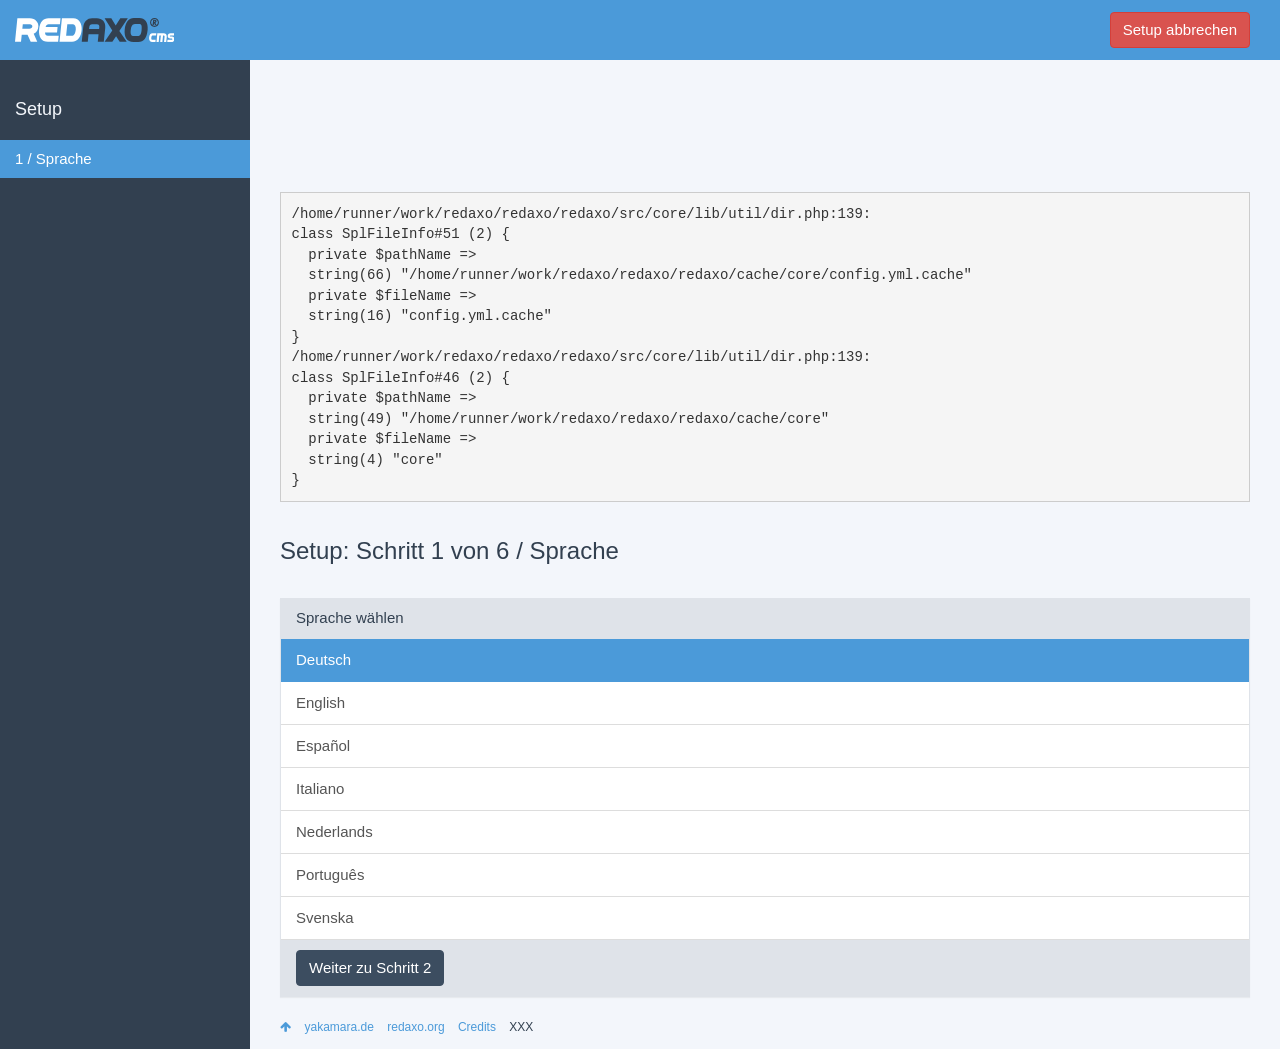 REDAXO® cms
Setup abbrechen
Setup
1 / Sprache
/home/runner/work/redaxo/redaxo/redaxo/src/core/lib/util/dir.php:139:
class SplFileInfo#51 (2) {
  private $pathName =>
  string(66) "/home/runner/work/redaxo/redaxo/redaxo/cache/core/config.yml.cache"
  private $fileName =>
  string(16) "config.yml.cache"
}
/home/runner/work/redaxo/redaxo/redaxo/src/core/lib/util/dir.php:139:
class SplFileInfo#46 (2) {
  private $pathName =>
  string(49) "/home/runner/work/redaxo/redaxo/redaxo/cache/core"
  private $fileName =>
  string(4) "core"
}
Setup: Schritt 1 von 6 / Sprache
Sprache wählen
Deutsch
English
Español
Italiano
Nederlands
Português
Svenska
Weiter zu Schritt 2
yakamara.de redaxo.org Credits XXX